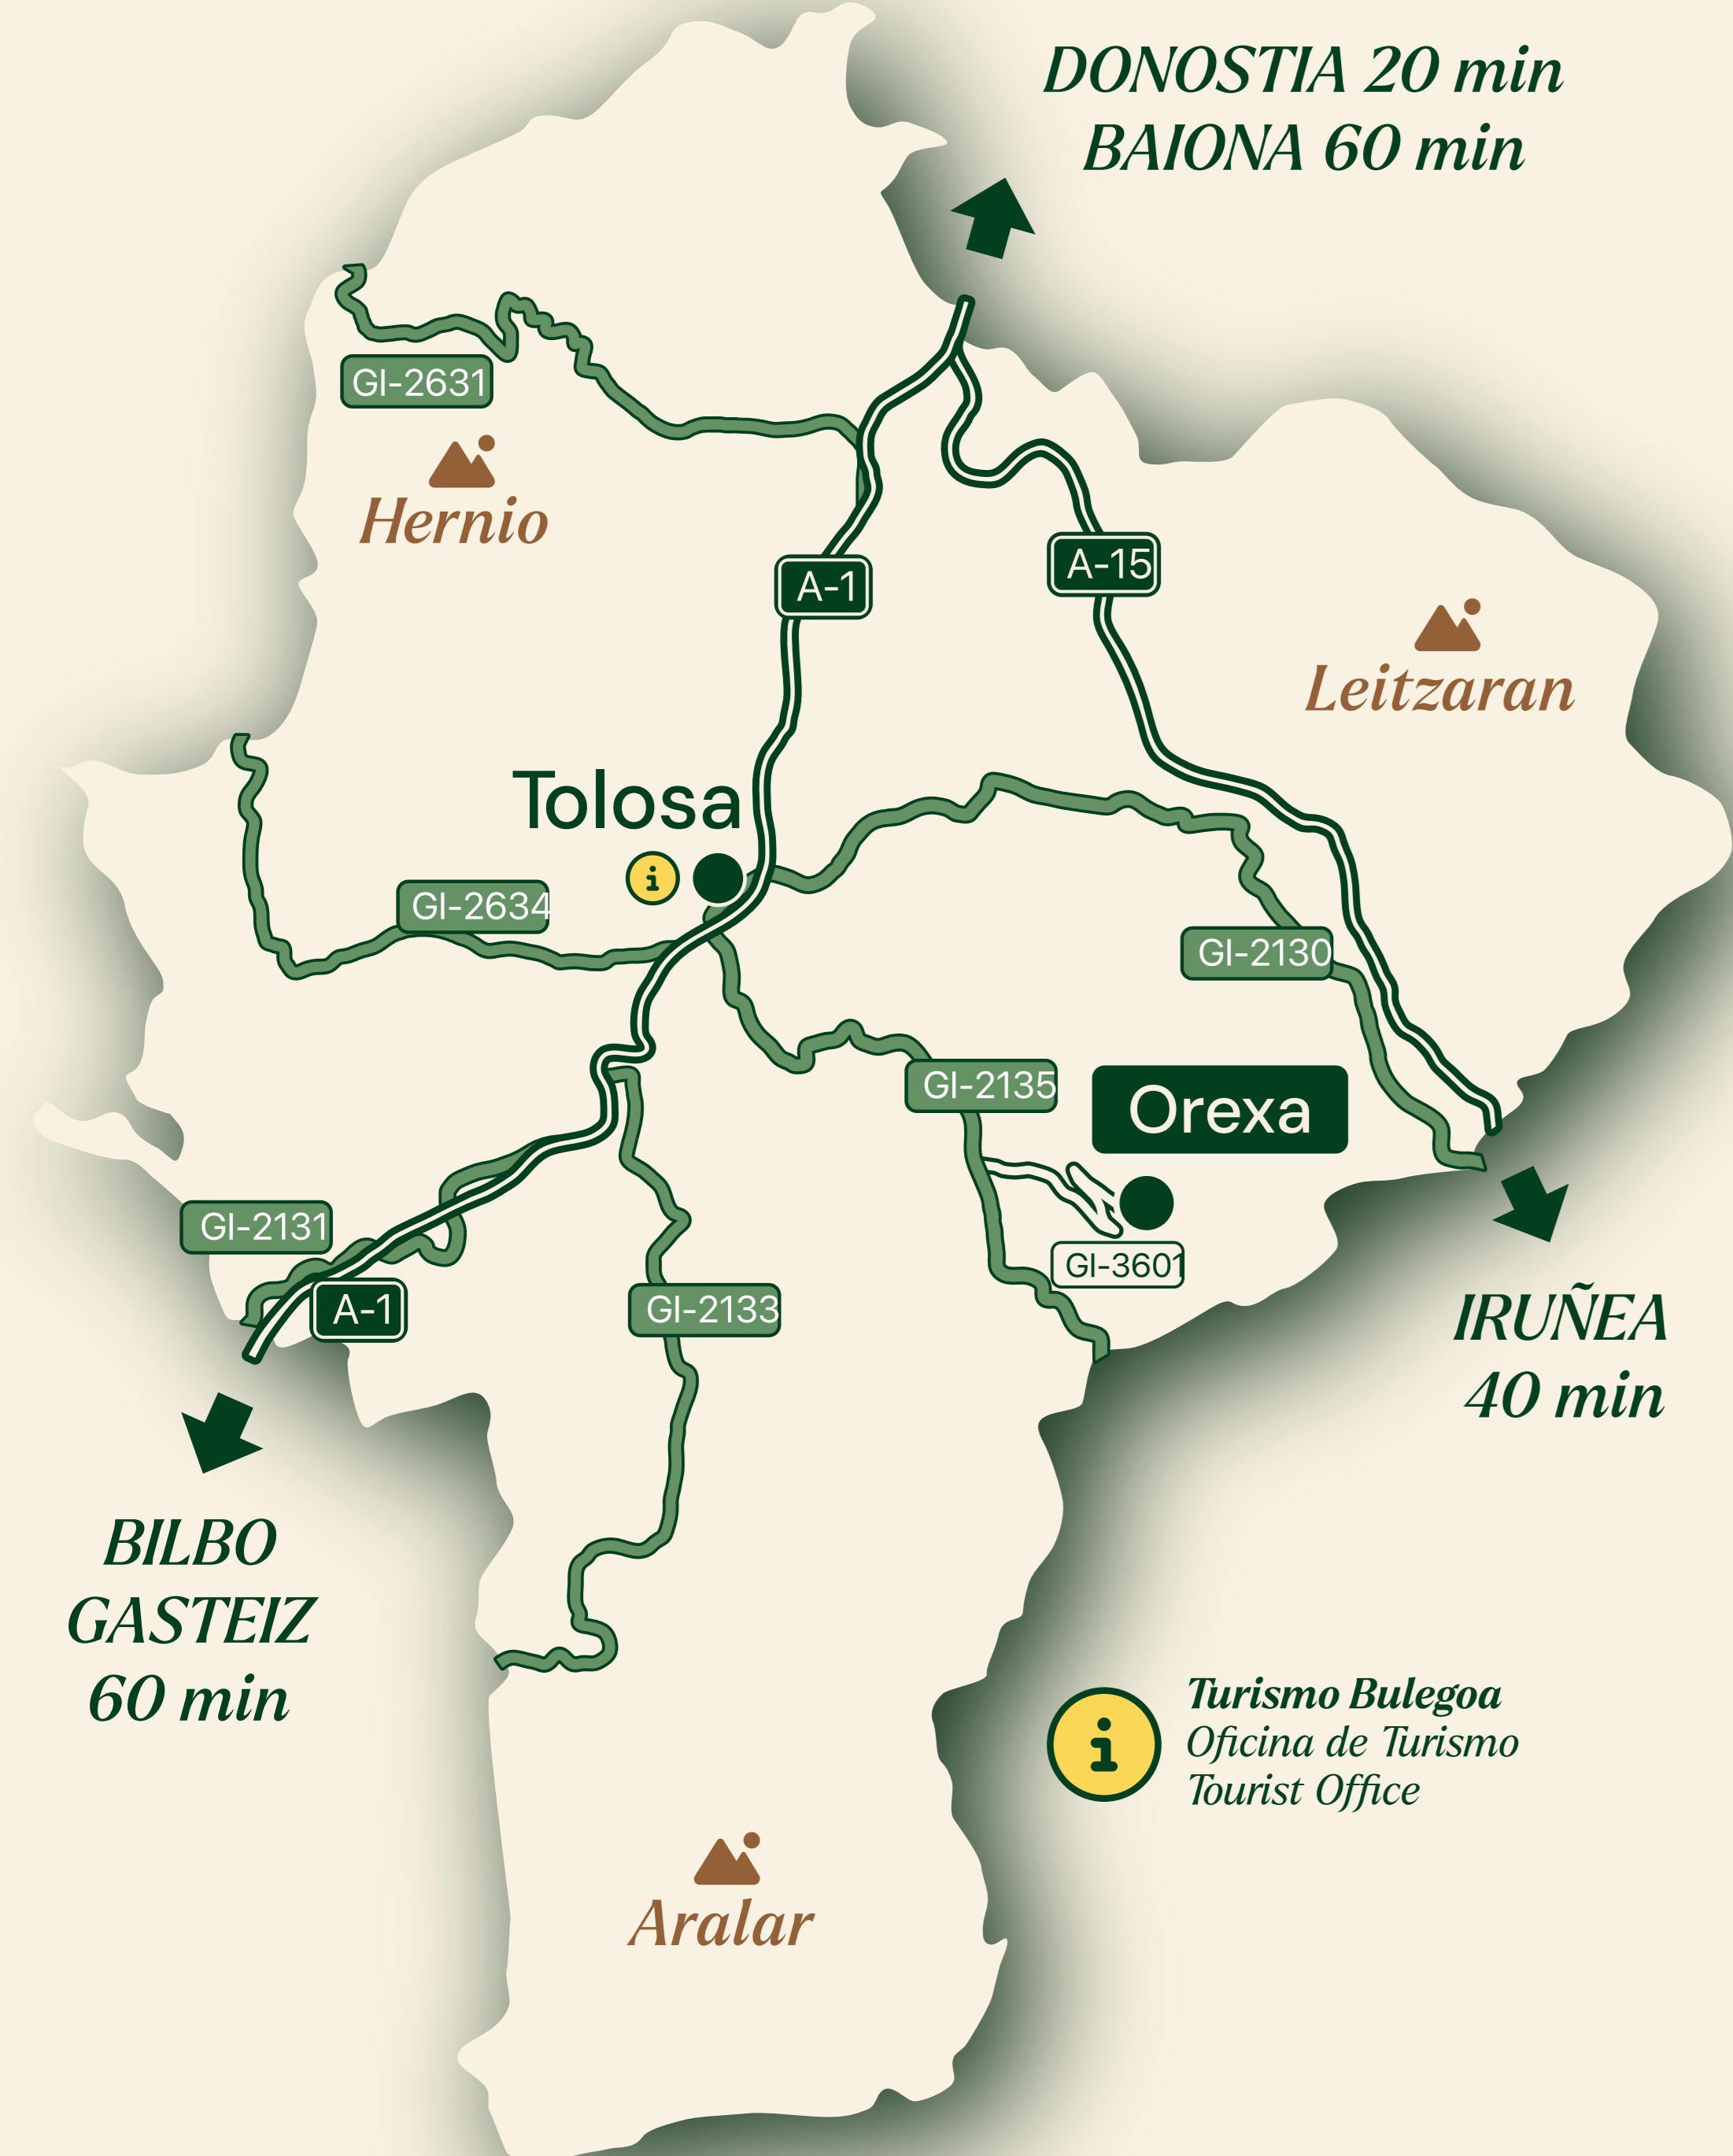 DONOSTIA 20 min
BAIONA 60 min
GI-2631
Hernio
A-1
A-15
Leitzaran
Tolosa
i
GI-2634
GI-2130
GI-2135
Orexa
GI-2131
GI-3601
A-1
GI-2133
IRUÑEA
40 min
BILBO
GASTEIZ
60 min
i
Turismo Bulegoa
Oficina de Turismo
Tourist Office
Aralar